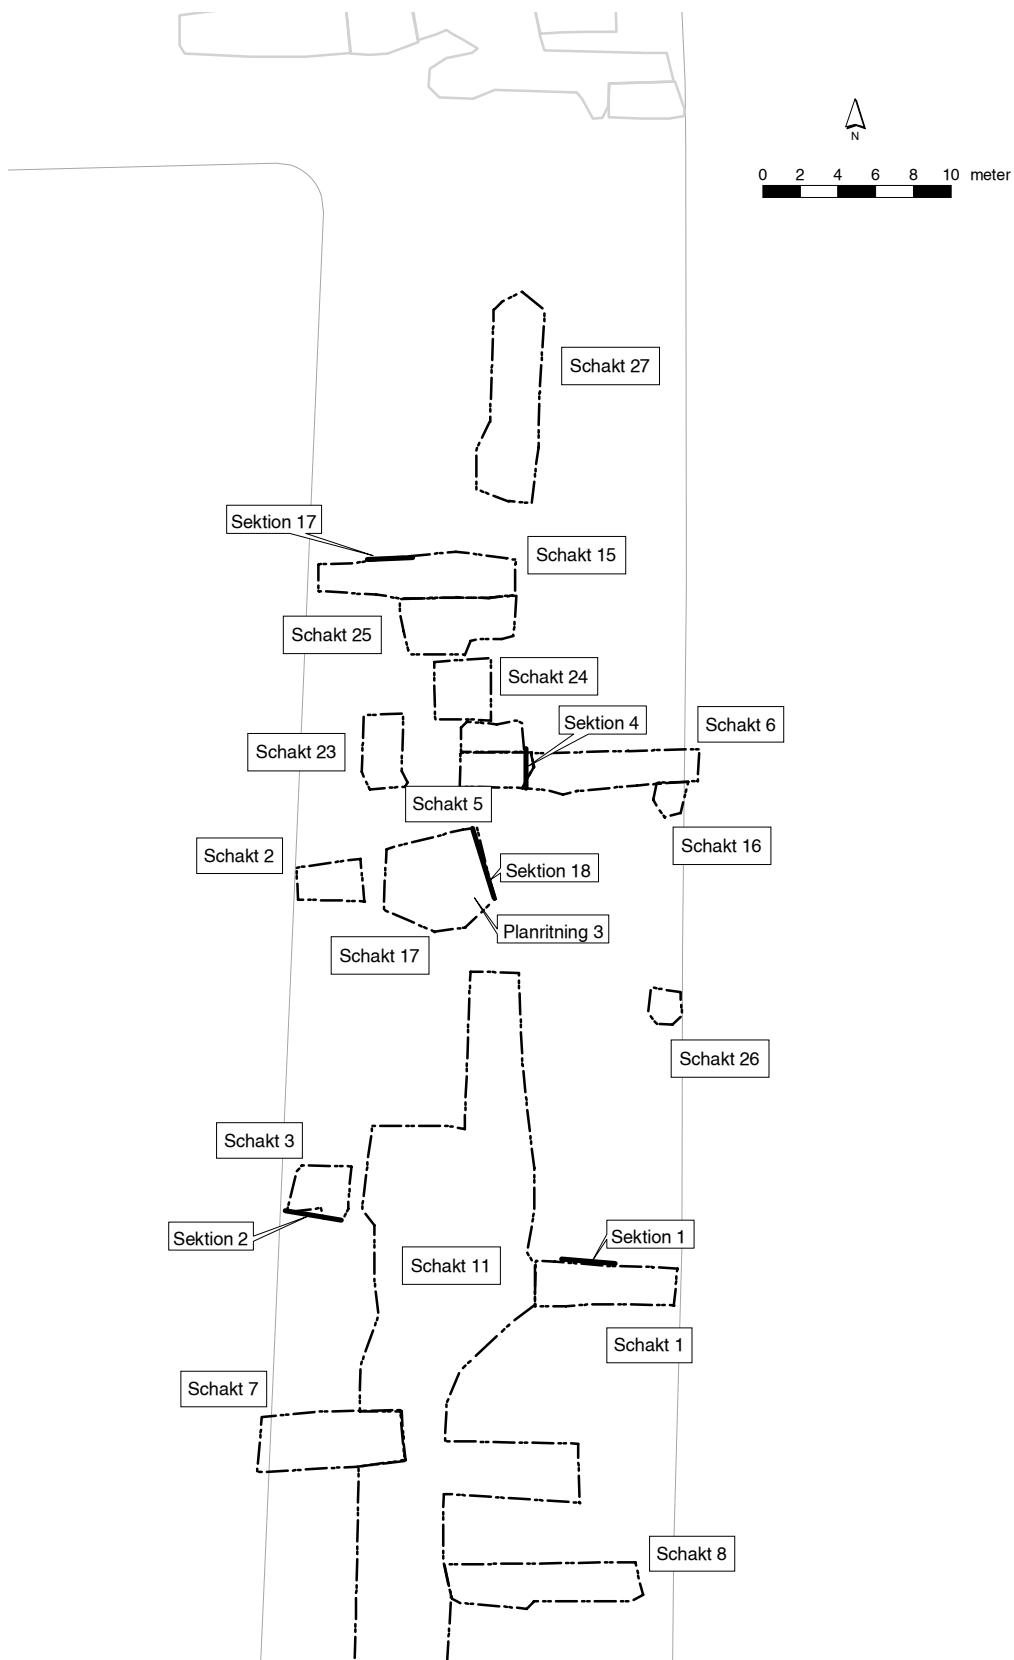 N
0 2 4 6 8 10 meter
Schakt 27
Sektion 17
Schakt 15
Schakt 25
Schakt 24
Sektion 4
Schakt 6
Schakt 23
Schakt 5
Schakt 16
Schakt 2
Sektion 18
Planritning 3
Schakt 17
Schakt 26
Schakt 3
Sektion 2
Sektion 1
Schakt 11
Schakt 1
Schakt 7
Schakt 8